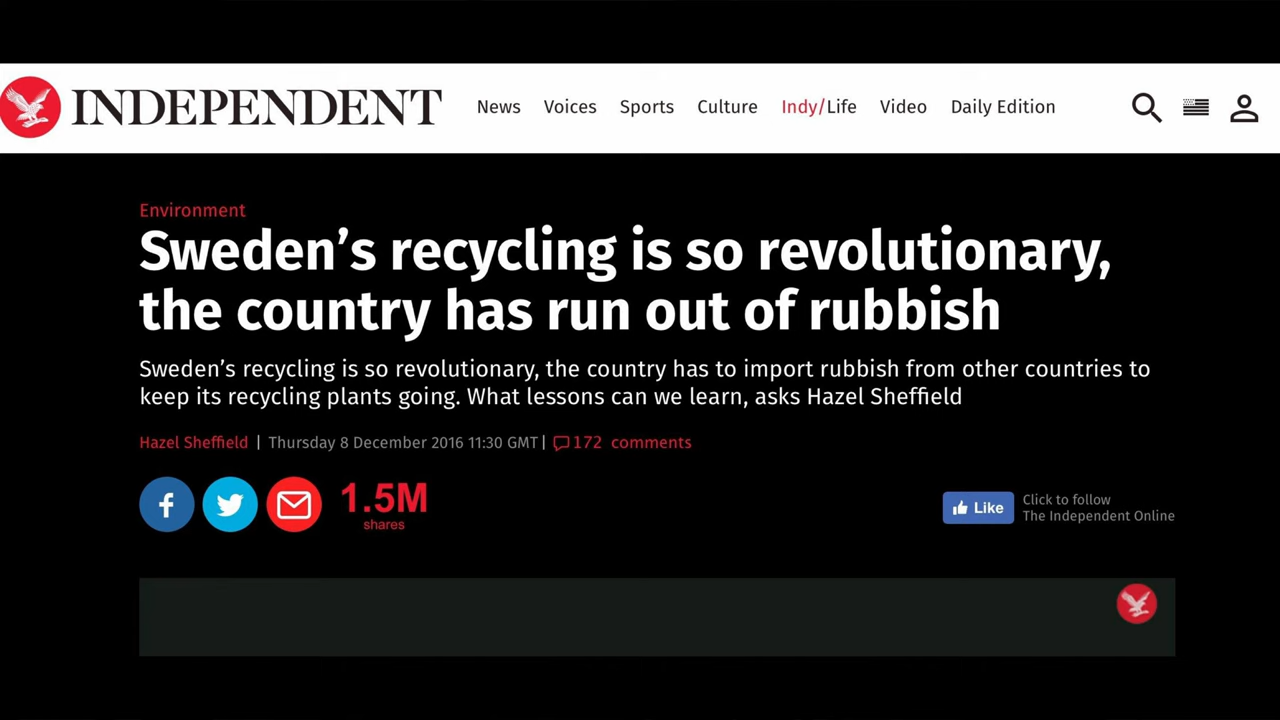 INDEPENDENT
News Voices Sports Culture Indy/Life Video Daily Edition
Environment
Sweden’s recycling is so revolutionary,
the country has run out of rubbish
Sweden’s recycling is so revolutionary, the country has to import rubbish from other countries to
keep its recycling plants going. What lessons can we learn, asks Hazel Sheffield
Hazel Sheffield | Thursday 8 December 2016 11:30 GMT | 172 comments
1.5M
shares
Like
Click to follow
The Independent Online